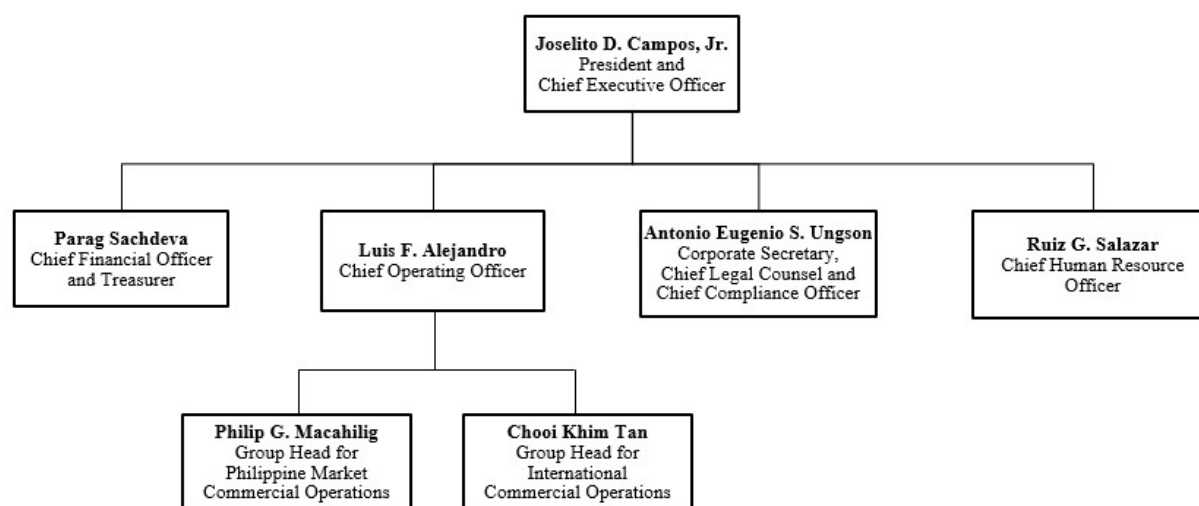 Joselito D. Campos, Jr.
President and
Chief Executive Officer
Parag Sachdeva
Chief Financial Officer
and Treasurer
Luis F. Alejandro
Chief Operating Officer
Antonio Eugenio S. Ungson
Corporate Secretary,
Chief Legal Counsel and
Chief Compliance Officer
Ruiz G. Salazar
Chief Human Resource
Officer
Philip G. Macahilig
Group Head for
Philippine Market
Commercial Operations
Chooi Khim Tan
Group Head for
International
Commercial Operations